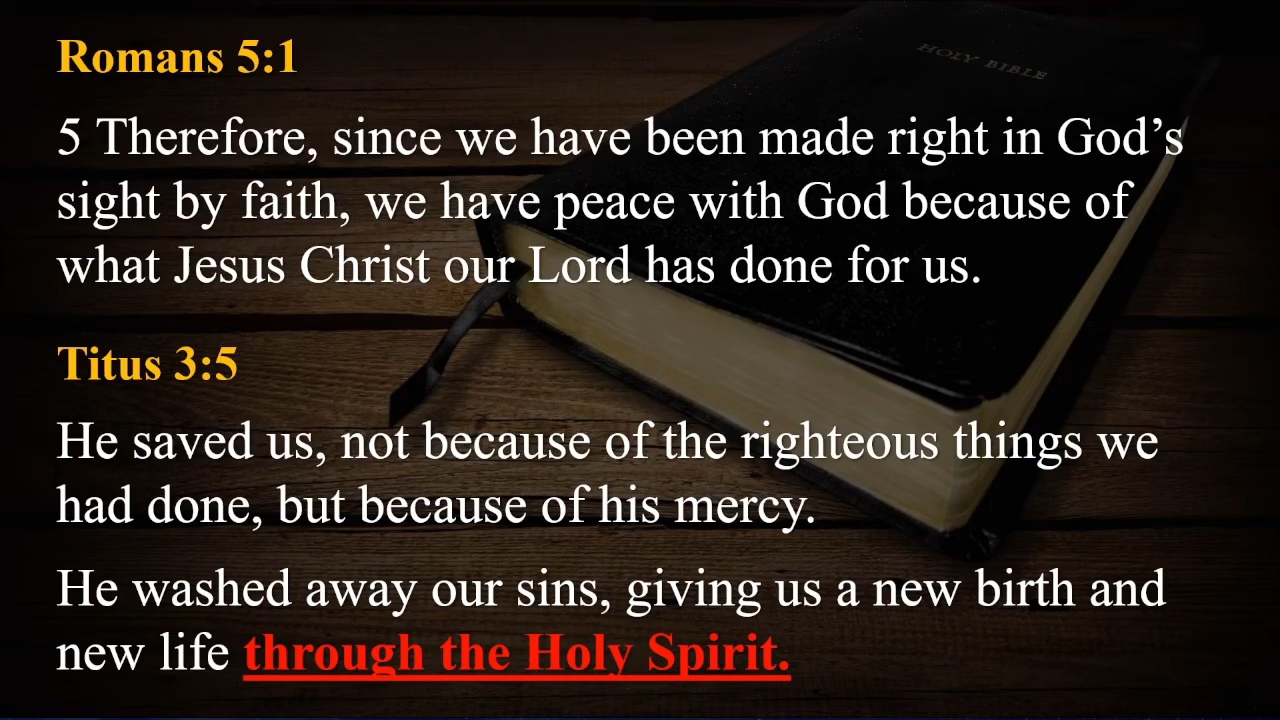 HOLY BIBLE
Romans 5:1
5 Therefore, since we have been made right in God’s
sight by faith, we have peace with God because of
what Jesus Christ our Lord has done for us.
Titus 3:5
He saved us, not because of the righteous things we
had done, but because of his mercy.
He washed away our sins, giving us a new birth and
new life through the Holy Spirit.